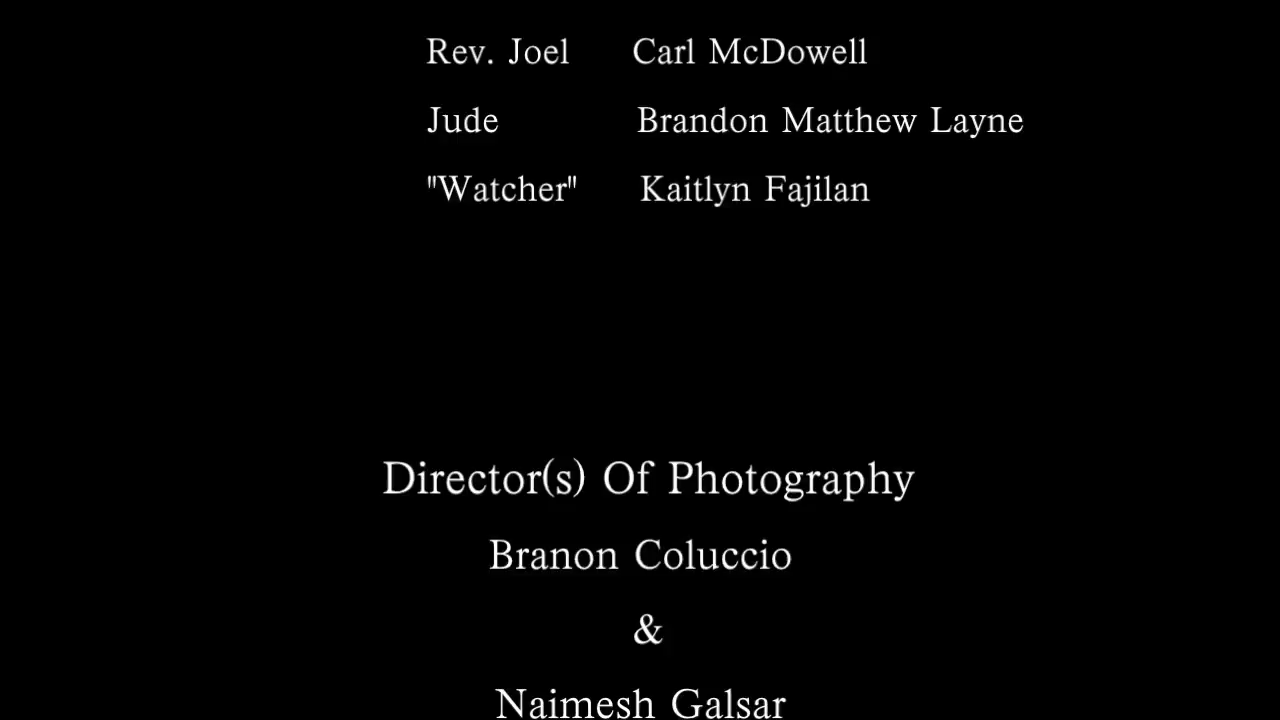 Rev. Joel Carl McDowell
Jude Brandon Matthew Layne
"Watcher" Kaitlyn Fajilan
Director(s) Of Photography
Branon Coluccio
&
Naimesh Galsar